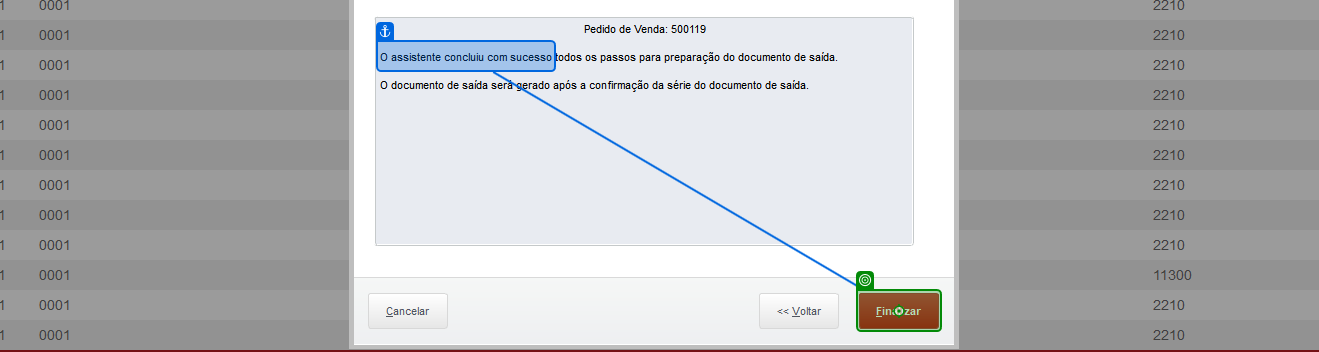 1 0001 2210
1 0001 Pedido de Venda: 500119 2210
1 0001 O assistente concluiu com sucesso todos os passos para preparação do documento de saída. 2210
1 0001 O documento de saída será gerado após a confirmação da série do documento de saída. 2210
1 0001 2210
1 0001 2210
1 0001 2210
1 0001 2210
1 0001 2210
1 0001 11300
1 0001 Cancelar << Voltar 2210
1 0001 2210